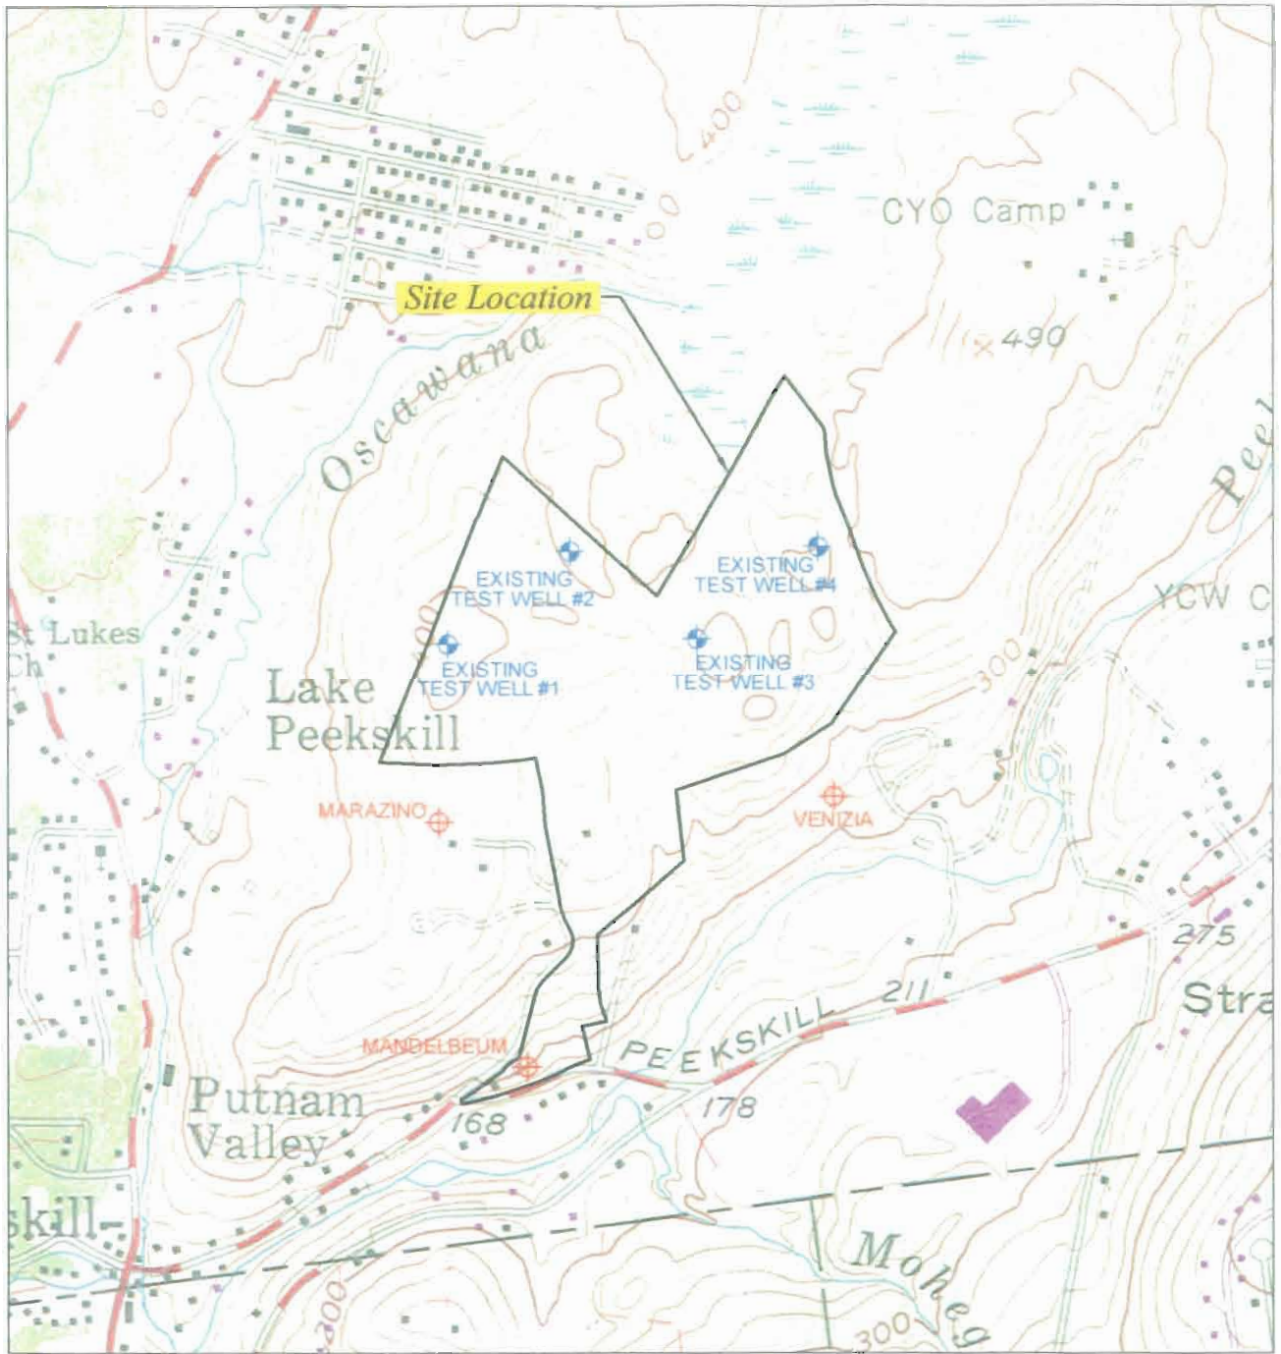 400
00
CYO Camp
Site Location
490
Oscawana
Peel
EXISTING
TEST WELL #2
EXISTING
TEST WELL #4
YCW C
St Lukes
Ch
EXISTING
TEST WELL #1
EXISTING
TEST WELL #3
300
Lake
Peekskill
MARAZINO
VENIZIA
275
211
Stra
PEEKSKILL
MANDELBEUM
Putnam
Valley
168
178
skill
Moheg
300